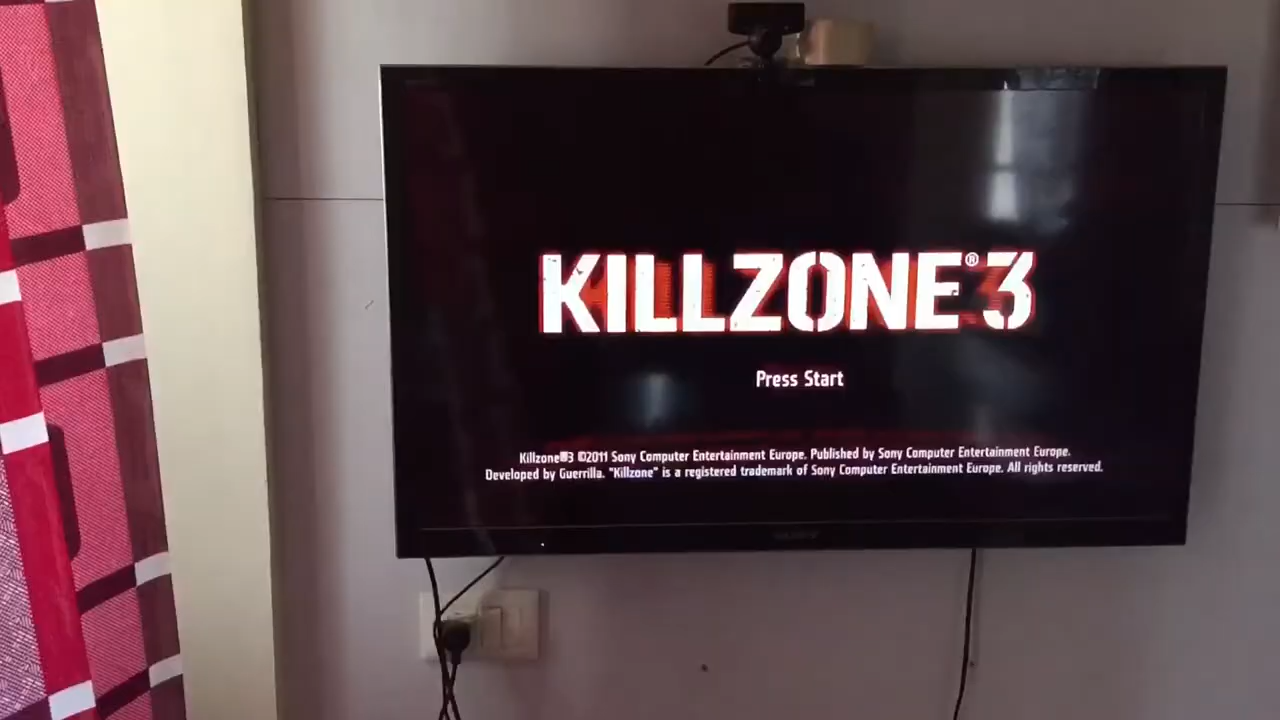 KILLZONE®3
Press Start
Killzone®3 ©2011 Sony Computer Entertainment Europe. Published by Sony Computer Entertainment Europe.
Developed by Guerrilla. "Killzone" is a registered trademark of Sony Computer Entertainment Europe. All rights reserved.